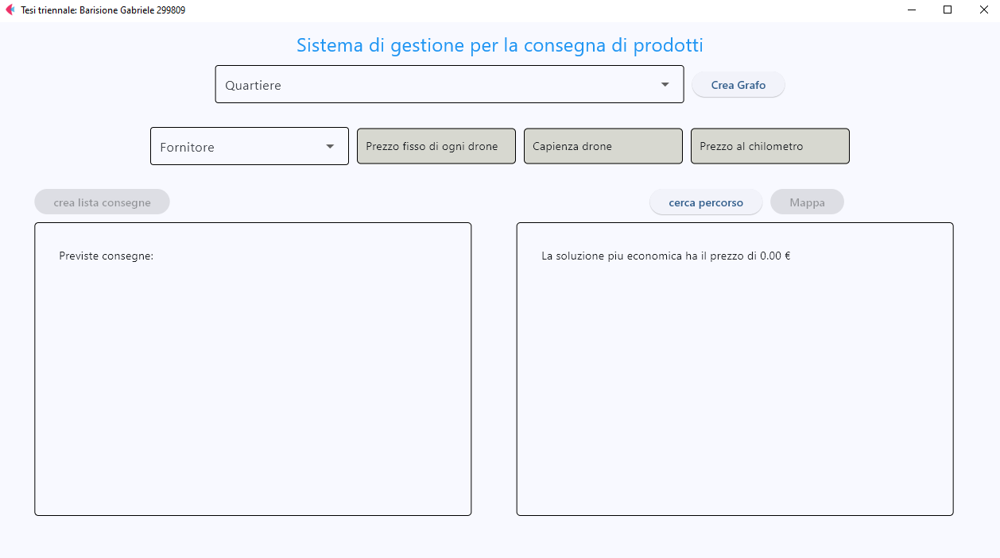 Tesi triennale: Barisione Gabriele 299809
Sistema di gestione per la consegna di prodotti
Quartiere
Crea Grafo
Fornitore
Prezzo fisso di ogni drone
Capienza drone
Prezzo al chilometro
crea lista consegne
cerca percorso
Mappa
Previste consegne:
La soluzione piu economica ha il prezzo di 0.00 €